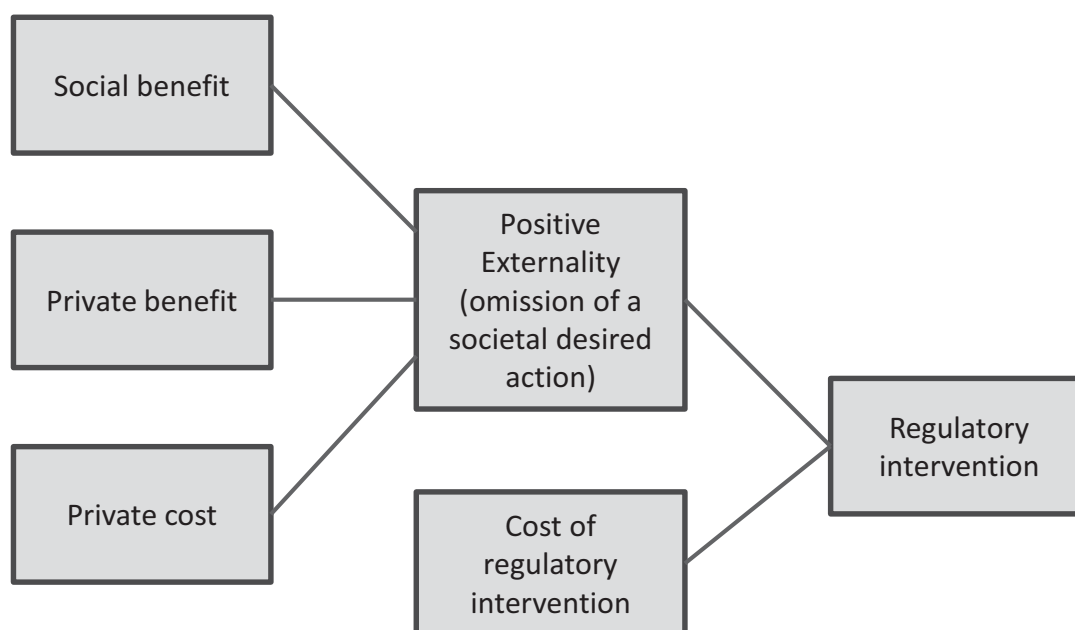 Social benefit
Private benefit
Private cost
Positive
Externality
(omission of a
societal desired
action)
Cost of
regulatory
intervention
Regulatory
intervention